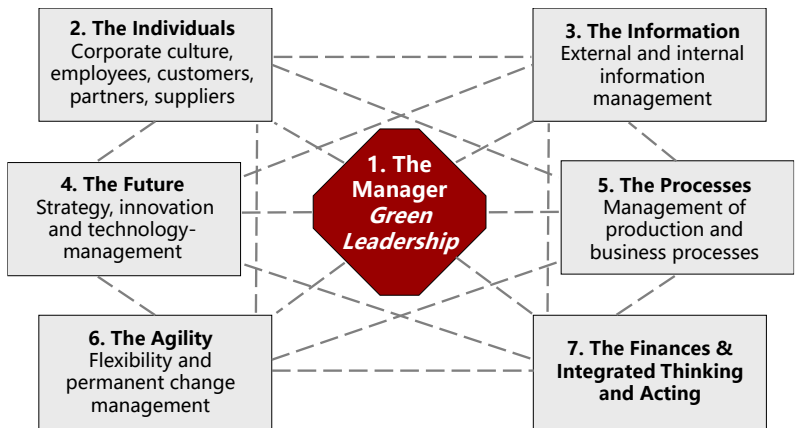 2. The Individuals
Corporate culture,
employees, customers,
partners, suppliers
3. The Information
External and internal
information
management
1. The
Manager
Green
Leadership
4. The Future
Strategy, innovation
and technology-
management
5. The Processes
Management of
production and
business processes
6. The Agility
Flexibility and
permanent change
management
7. The Finances &
Integrated Thinking
and Acting